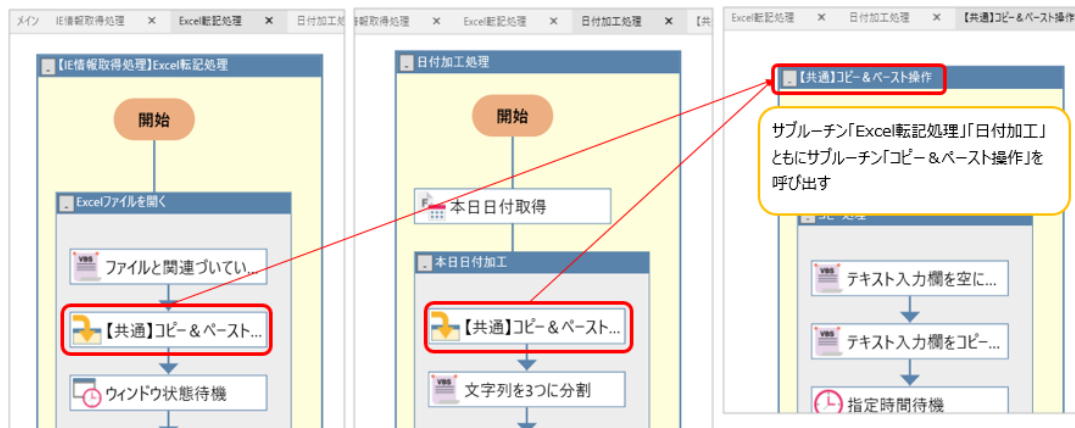 メイン IE情報取得処理 × Excel転記処理 ×
【IE情報取得処理】Excel転記処理
開始
Excelファイルを開く
ファイルと関連づいてい...
【共通】コピー＆ペースト...
ウィンドウ状態待機
報取得処理 × Excel転記処理 × 日付加工処理 ×
日付加工処理
開始
本日日付取得
本日日付加工
【共通】コピー＆ペースト...
文字列を3つに分割
Excel転記処理 × 日付加工処理 × 【共通】コピー＆ペースト操作
【共通】コピー＆ペースト操作
サブルーチン「Excel転記処理」「日付加工」
ともにサブルーチン「コピー＆ペースト操作」を
呼び出す
テキスト入力欄を空に...
テキスト入力欄をコピー...
指定時間待機